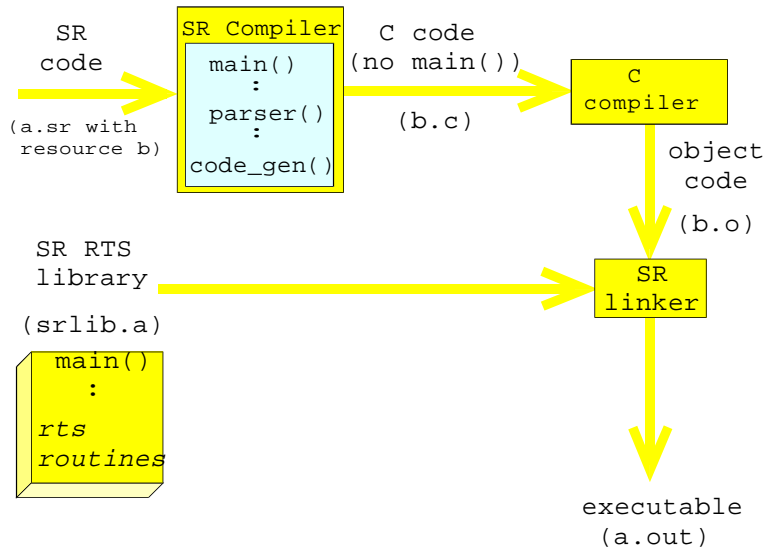 SR
code
(a.sr with
resource b)
SR Compiler
main()
:
parser()
:
code_gen()
C code
(no main())
(b.c)
C
compiler
object
code
(b.o)
SR RTS
library
(srlib.a)
main()
:
rts
routines
SR
linker
executable
(a.out)